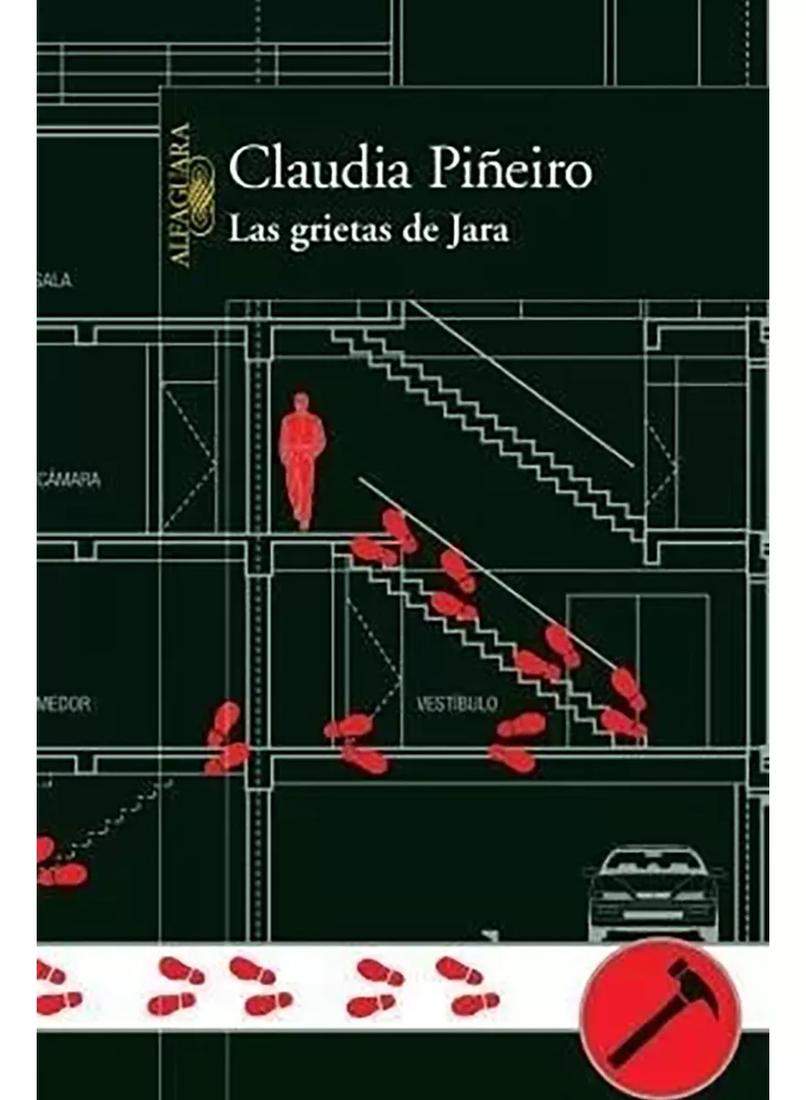 ALFAGUARA
Claudia Piñeiro
Las grietas de Jara
SALA
CÁMARA
MEDOR
VESTÍBULO